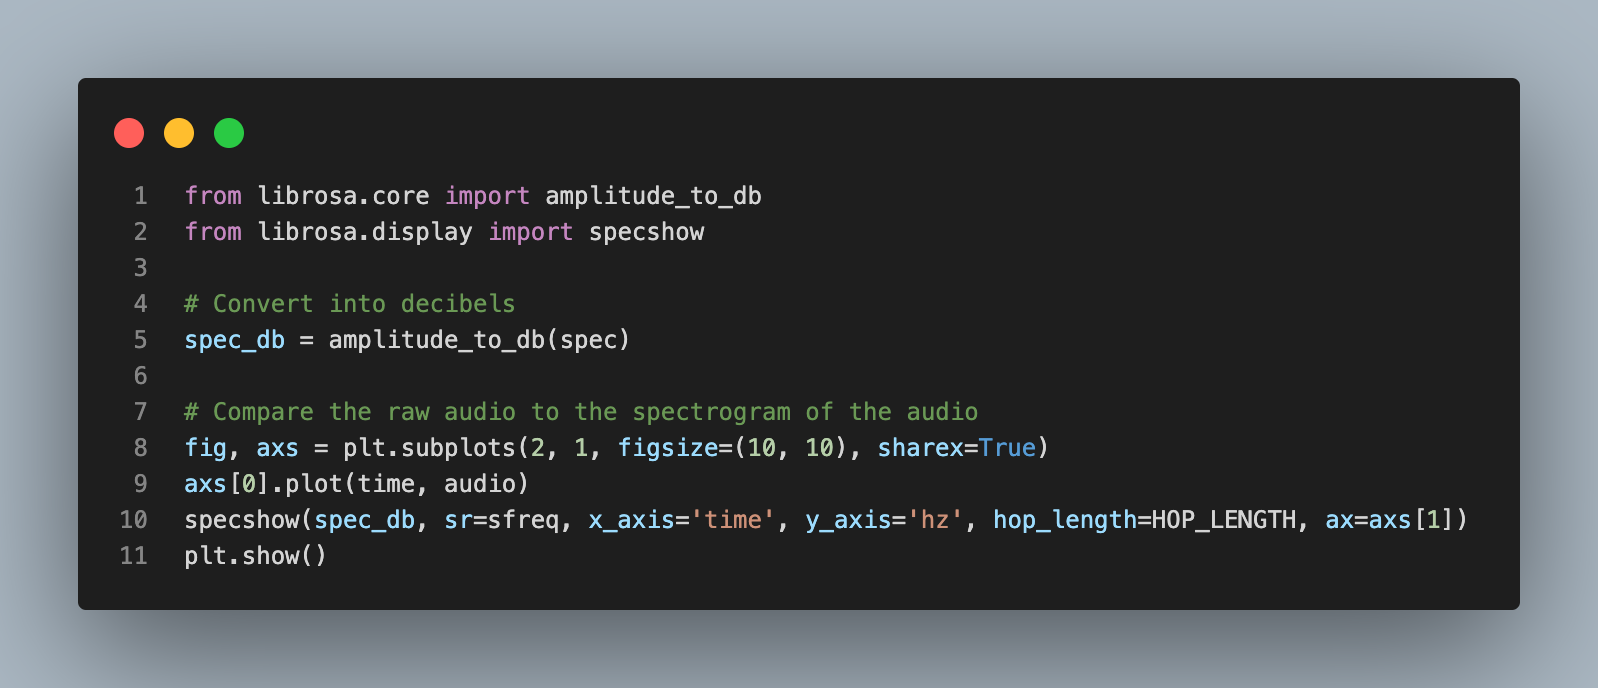 1 from librosa.core import amplitude_to_db
2 from librosa.display import specshow
3
4 # Convert into decibels
5 spec_db = amplitude_to_db(spec)
6
7 # Compare the raw audio to the spectrogram of the audio
8 fig, axs = plt.subplots(2, 1, figsize=(10, 10), sharex=True)
9 axs[0].plot(time, audio)
10 specshow(spec_db, sr=sfreq, x_axis='time', y_axis='hz', hop_length=HOP_LENGTH, ax=axs[1])
11 plt.show()